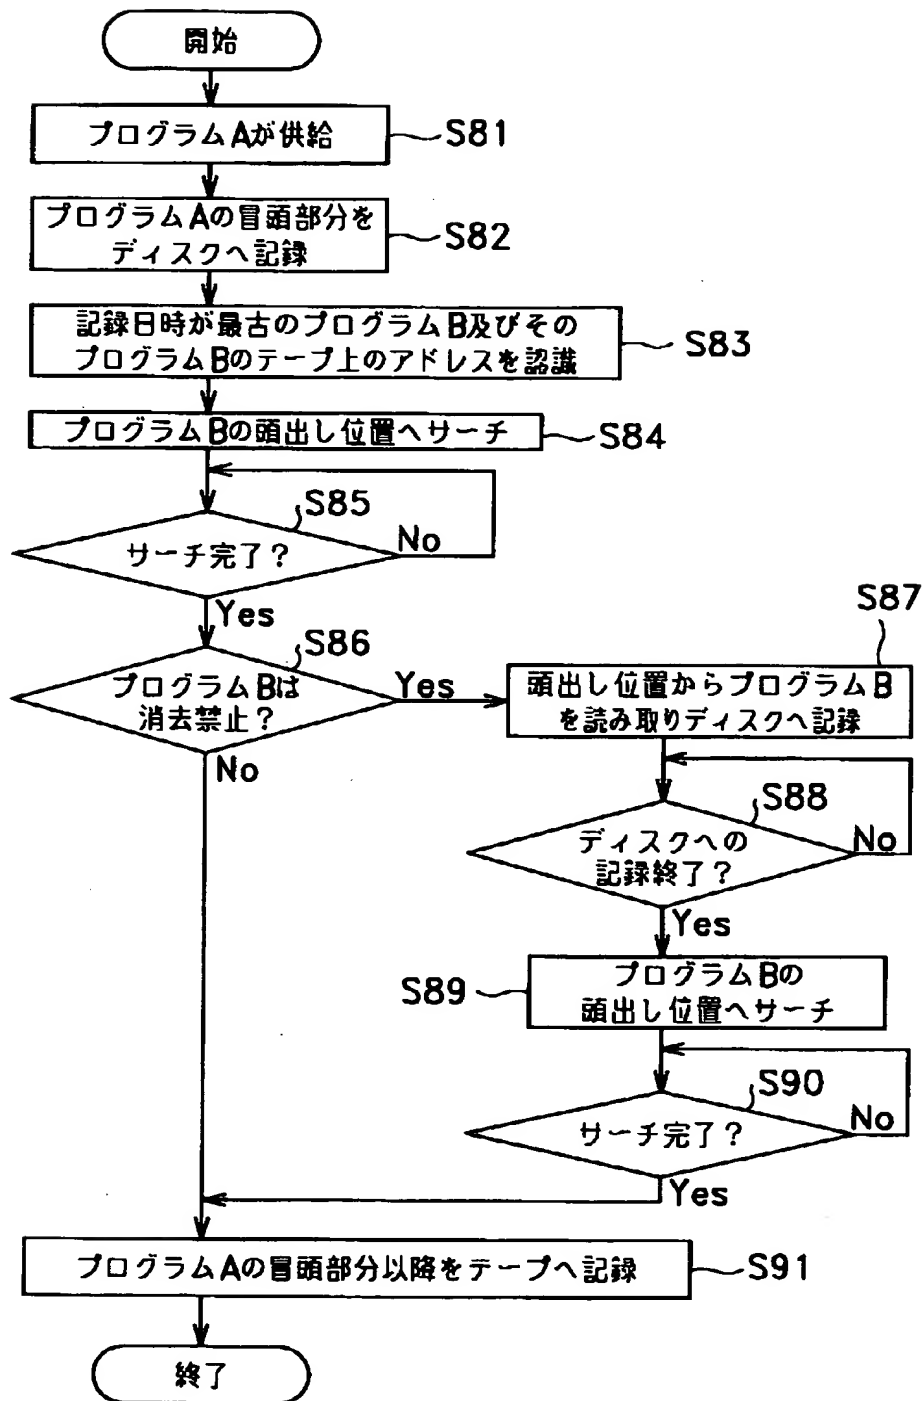 開始
プログラムAが供給
S81
プログラムAの冒頭部分を
ディスクへ記録
S82
記録日時が最古のプログラムB及びその
プログラムBのテープ上のアドレスを認識
S83
プログラムBの頭出し位置へサーチ
S84
S85
サーチ完了?
No
Yes
S86
プログラムBは
消去禁止?
Yes
No
S87
頭出し位置からプログラムB
を読み取りディスクへ記録
S88
ディスクへの
記録終了?
No
Yes
S89
プログラムBの
頭出し位置へサーチ
S90
サーチ完了?
No
Yes
プログラムAの冒頭部分以降をテープへ記録
S91
終了